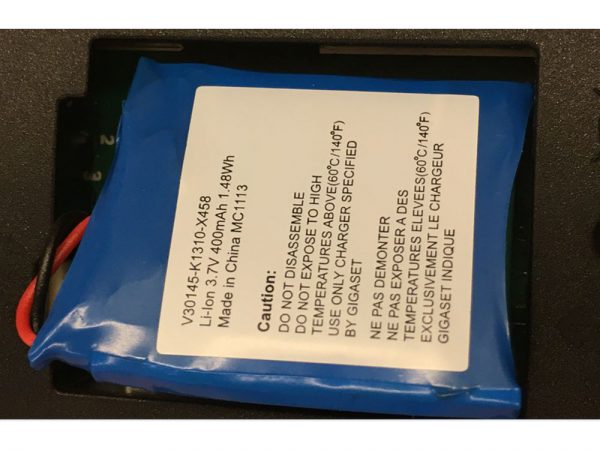 V30145-K1310-X458
Li-Ion 3.7V 400mAh 1.48Wh
Made in China MC1113
Caution:
DO NOT DISASSEMBLE
DO NOT EXPOSE TO HIGH
TEMPERATURES ABOVE(60°C/140°F)
USE ONLY CHARGER SPECIFIED
BY GIGASET
NE PAS DEMONTER
NE PAS EXPOSER A DES
TEMPERATURES ELEVEES(60°C/140°F)
EXCLUSIVEMENT LE CHARGEUR
GIGASET INDIQUE
2
3